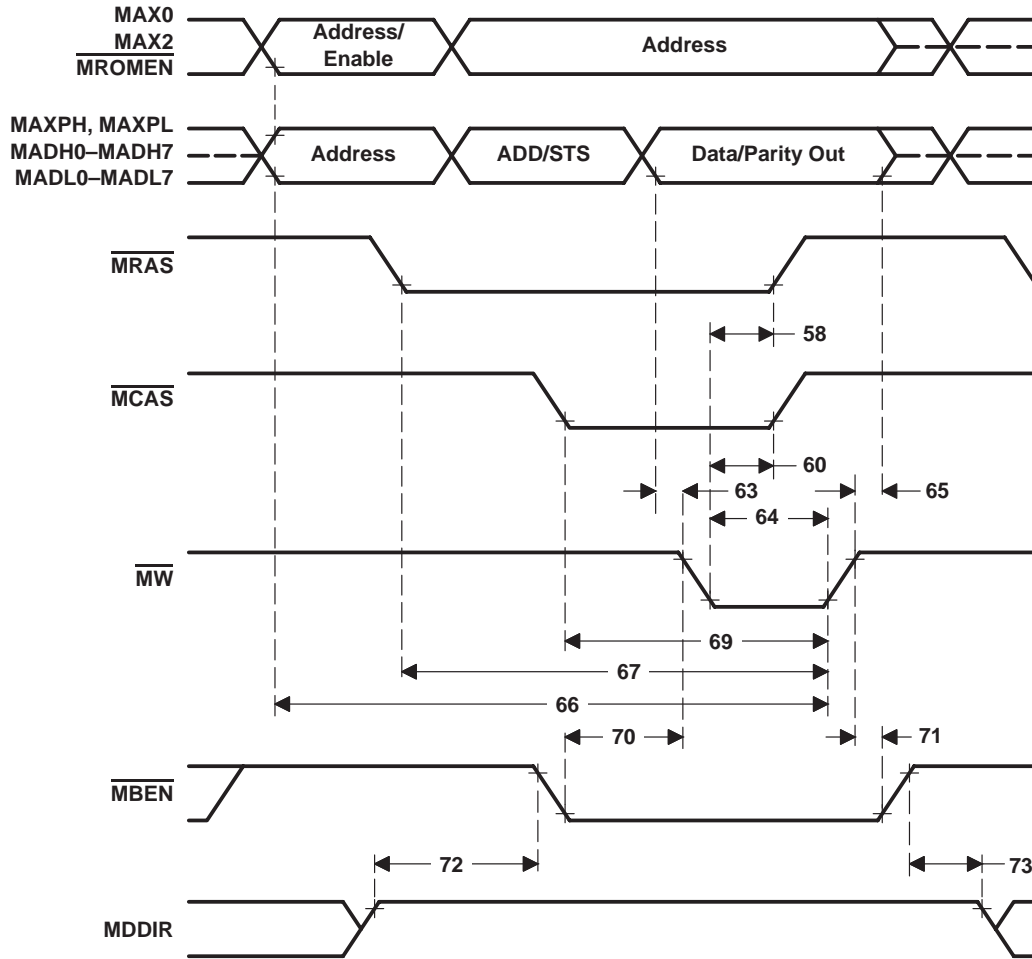 MAX0
MAX2
MROMEN
Address/
Enable
Address
MAXPH, MAXPL
MADH0–MADH7
MADL0–MADL7
Address
ADD/STS
Data/Parity Out
MRAS
58
MCAS
60
63
65
64
MW
69
67
66
70
71
MBEN
72
73
MDDIR